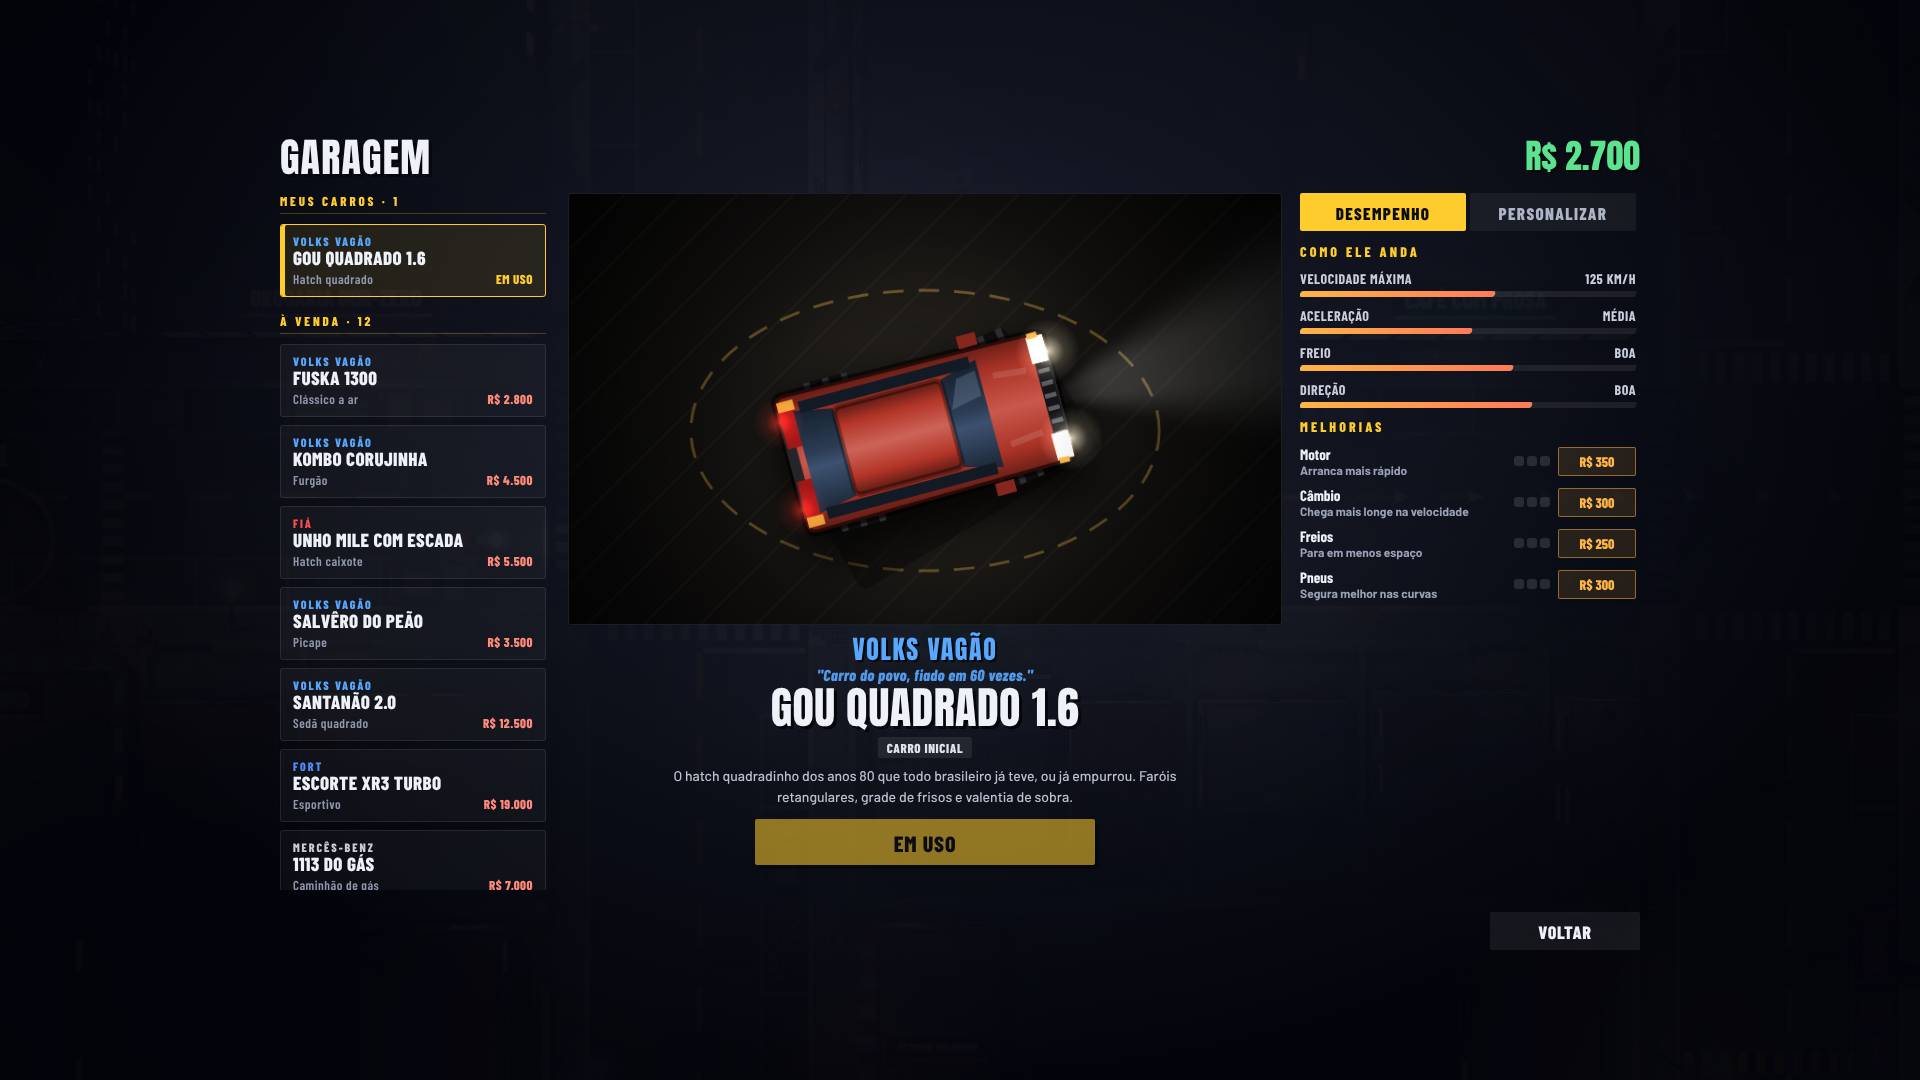 GARAGEM
R$ 2.700
MEUS CARROS · 1
VOLKS VAGÃO
GOU QUADRADO 1.6
Hatch quadrado
EM USO
À VENDA · 12
VOLKS VAGÃO
FUSKA 1300
Clássico a ar
R$ 2.800
VOLKS VAGÃO
KOMBO CORUJINHA
Furgão
R$ 4.500
FIÁ
UNHO MILE COM ESCADA
Hatch caixote
R$ 5.500
VOLKS VAGÃO
SALVÊRO DO PEÃO
Picape
R$ 3.500
VOLKS VAGÃO
SANTANÃO 2.0
Sedã quadrado
R$ 12.500
FORT
ESCORTE XR3 TURBO
Esportivo
R$ 19.000
MERCÊS-BENZ
1113 DO GÁS
Caminhão de gás
R$ 7.000
VOLKS VAGÃO
"Carro do povo, fiado em 60 vezes."
GOU QUADRADO 1.6
CARRO INICIAL
O hatch quadradinho dos anos 80 que todo brasileiro já teve, ou já empurrou. Faróis
retangulares, grade de frisos e valentia de sobra.
EM USO
DESEMPENHO
PERSONALIZAR
COMO ELE ANDA
VELOCIDADE MÁXIMA
125 KM/H
ACELERAÇÃO
MÉDIA
FREIO
BOA
DIREÇÃO
BOA
MELHORIAS
Motor
Arranca mais rápido
R$ 350
Câmbio
Chega mais longe na velocidade
R$ 300
Freios
Para em menos espaço
R$ 250
Pneus
Segura melhor nas curvas
R$ 300
VOLTAR